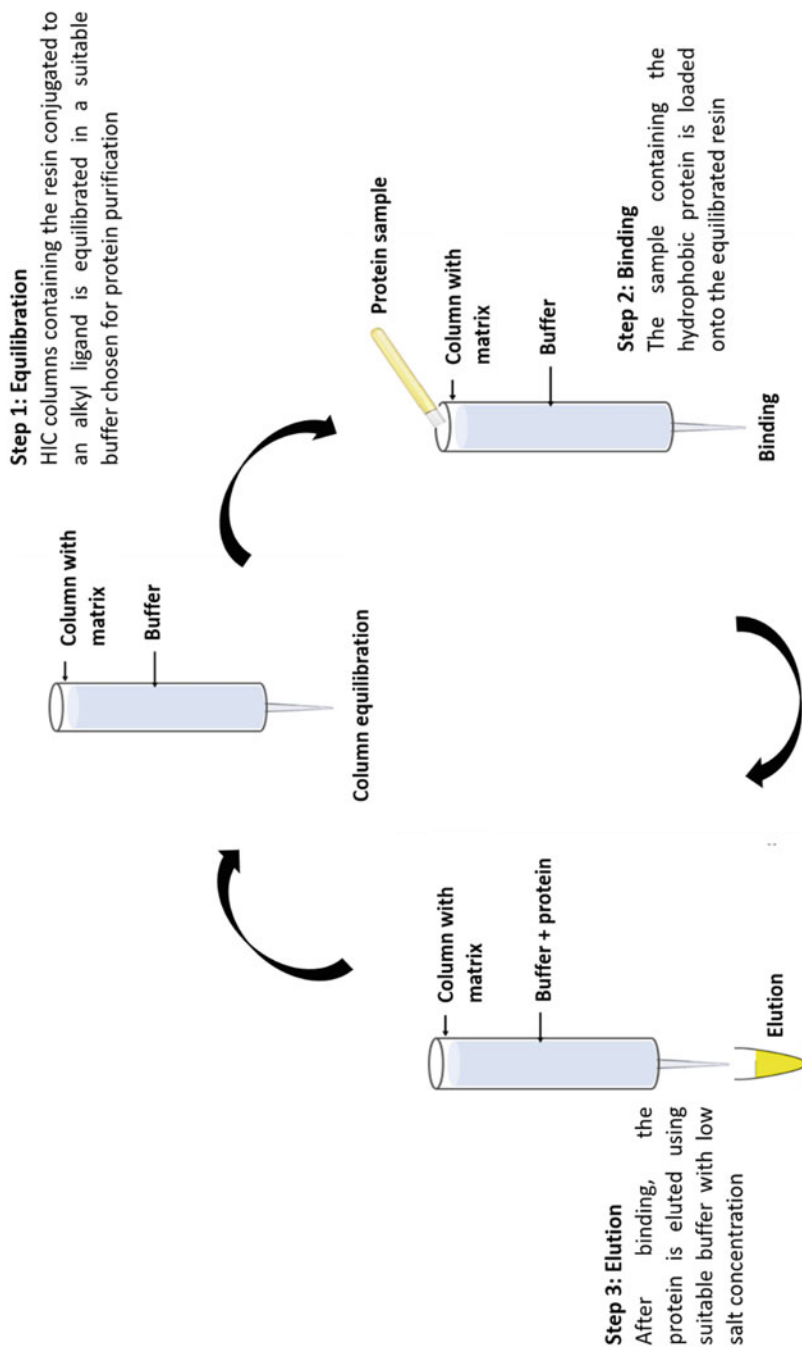 Step 1: Equilibration
HIC columns containing the resin conjugated to
an alkyl ligand is equilibrated in a suitable
buffer chosen for protein purification
Column with
matrix
Buffer
Column equilibration
Protein sample
Column with
matrix
Buffer
Binding
Step 2: Binding
The sample containing the
hydrophobic protein is loaded
onto the equilibrated resin
Column with
matrix
Buffer + protein
Elution
Step 3: Elution
After binding, the
protein is eluted using
suitable buffer with low
salt concentration